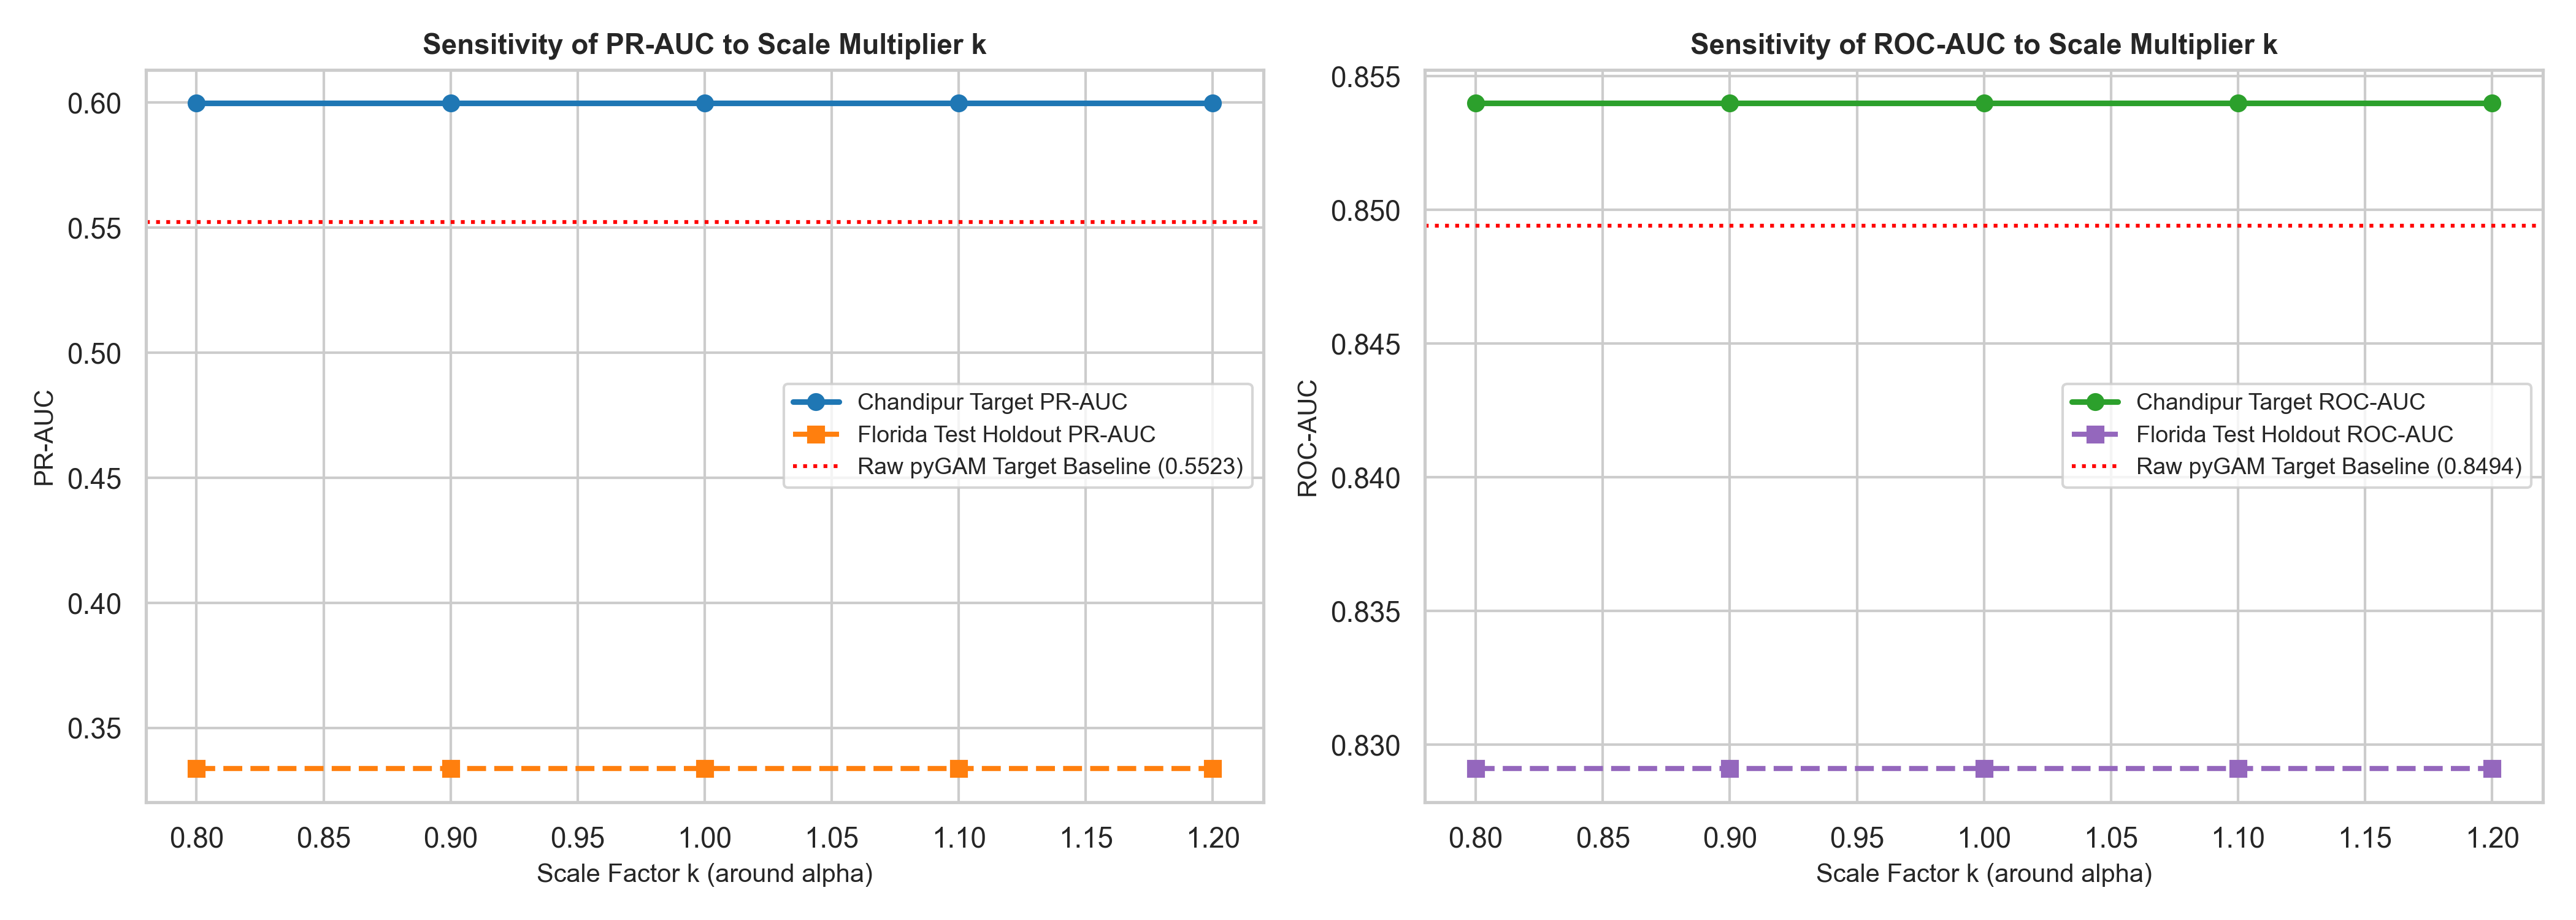 Sensitivity of PR-AUC to Scale Multiplier k
0.60
0.55
0.50
0.45
0.40
0.35
PR-AUC
Chandipur Target PR-AUC
Florida Test Holdout PR-AUC
Raw pyGAM Target Baseline (0.5523)
0.80 0.85 0.90 0.95 1.00 1.05 1.10 1.15 1.20
Scale Factor k (around alpha)
Sensitivity of ROC-AUC to Scale Multiplier k
0.855
0.850
0.845
0.840
0.835
0.830
ROC-AUC
Chandipur Target ROC-AUC
Florida Test Holdout ROC-AUC
Raw pyGAM Target Baseline (0.8494)
0.80 0.85 0.90 0.95 1.00 1.05 1.10 1.15 1.20
Scale Factor k (around alpha)